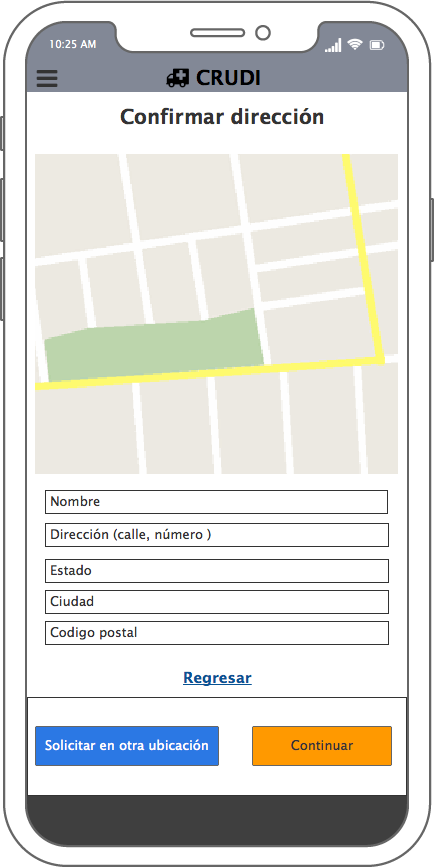 10:25 AM
CRUDI
Confirmar dirección
Nombre
Dirección (calle, número )
Estado
Ciudad
Codigo postal
Regresar
Solicitar en otra ubicación
Continuar